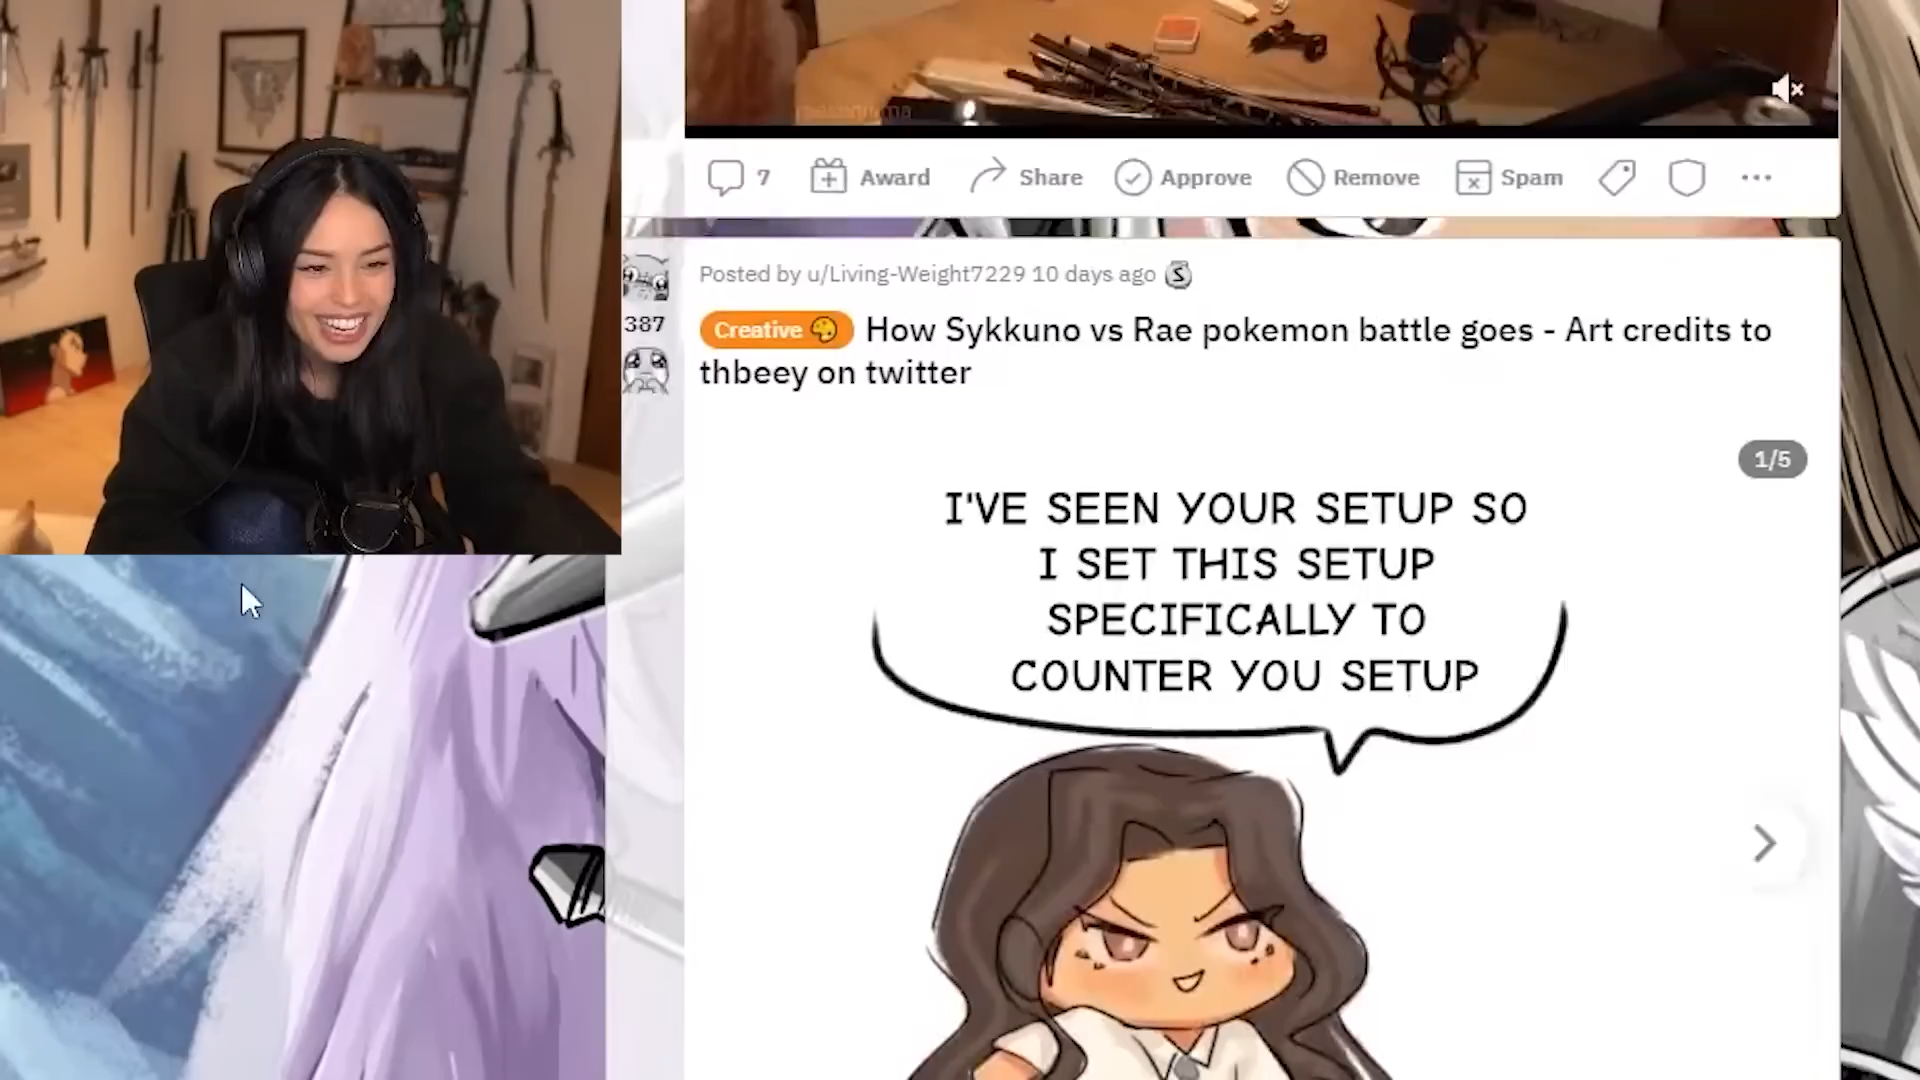 7 Award Share Approve Remove Spam
Posted by u/Living-Weight7229 10 days ago
387
Creative How Sykkuno vs Rae pokemon battle goes - Art credits to
thbeey on twitter
1/5
I'VE SEEN YOUR SETUP SO
I SET THIS SETUP
SPECIFICALLY TO
COUNTER YOU SETUP